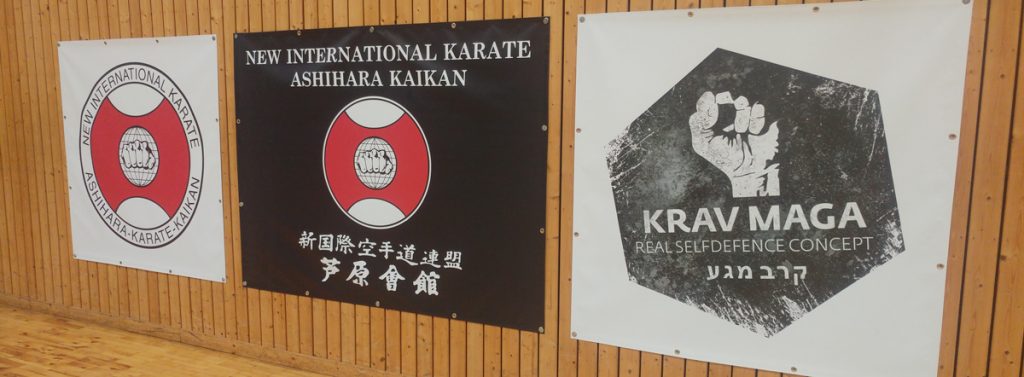 NEW INTERNATIONAL KARATE
ASHIHARA-KARATE-KAIKAN
NEW INTERNATIONAL KARATE
ASHIHARA KAIKAN
新国際空手道連盟
芦原會館
KRAV MAGA
REAL SELFDEFENCE CONCEPT
קרב מגע